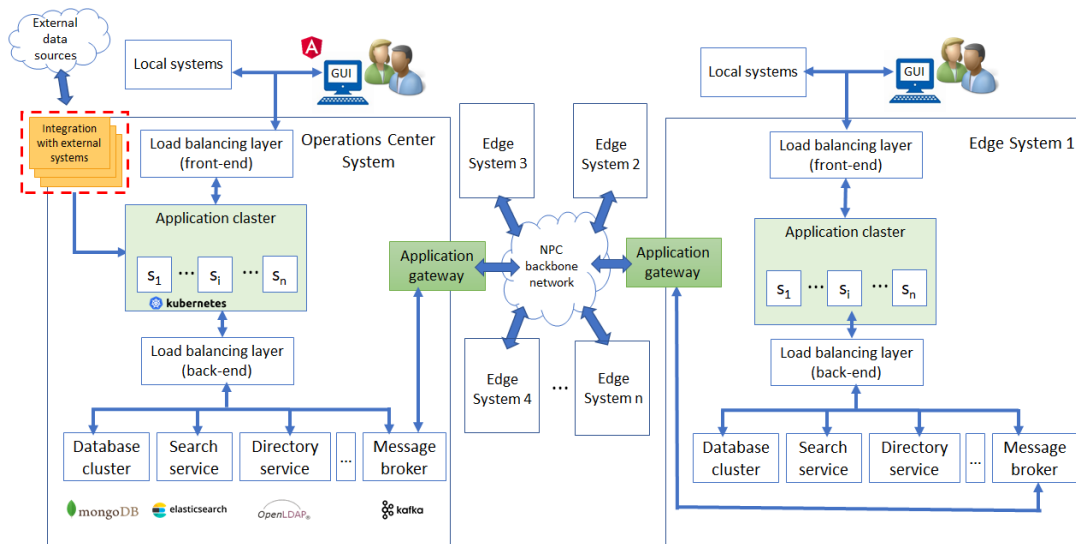 External
data
sources
Local systems
GUI
Integration
with external
systems
Load balancing layer
(front-end)
Operations Center
System
Application claster
s1 ... si ... sn
kubernetes
Application
gateway
Load balancing layer
(back-end)
Database
cluster
Search
service
Directory
service
...
Message
broker
mongoDB
elasticsearch
OpenLDAP
kafka
Edge
System 3
Edge
System 2
NPC
backbone
network
Edge
System 4
...
Edge
System n
Application
gateway
Local systems
GUI
Load balancing layer
(front-end)
Edge System 1
Application claster
s1 ... si ... sn
Load balancing layer
(back-end)
Database
cluster
Search
service
Directory
service
...
Message
broker